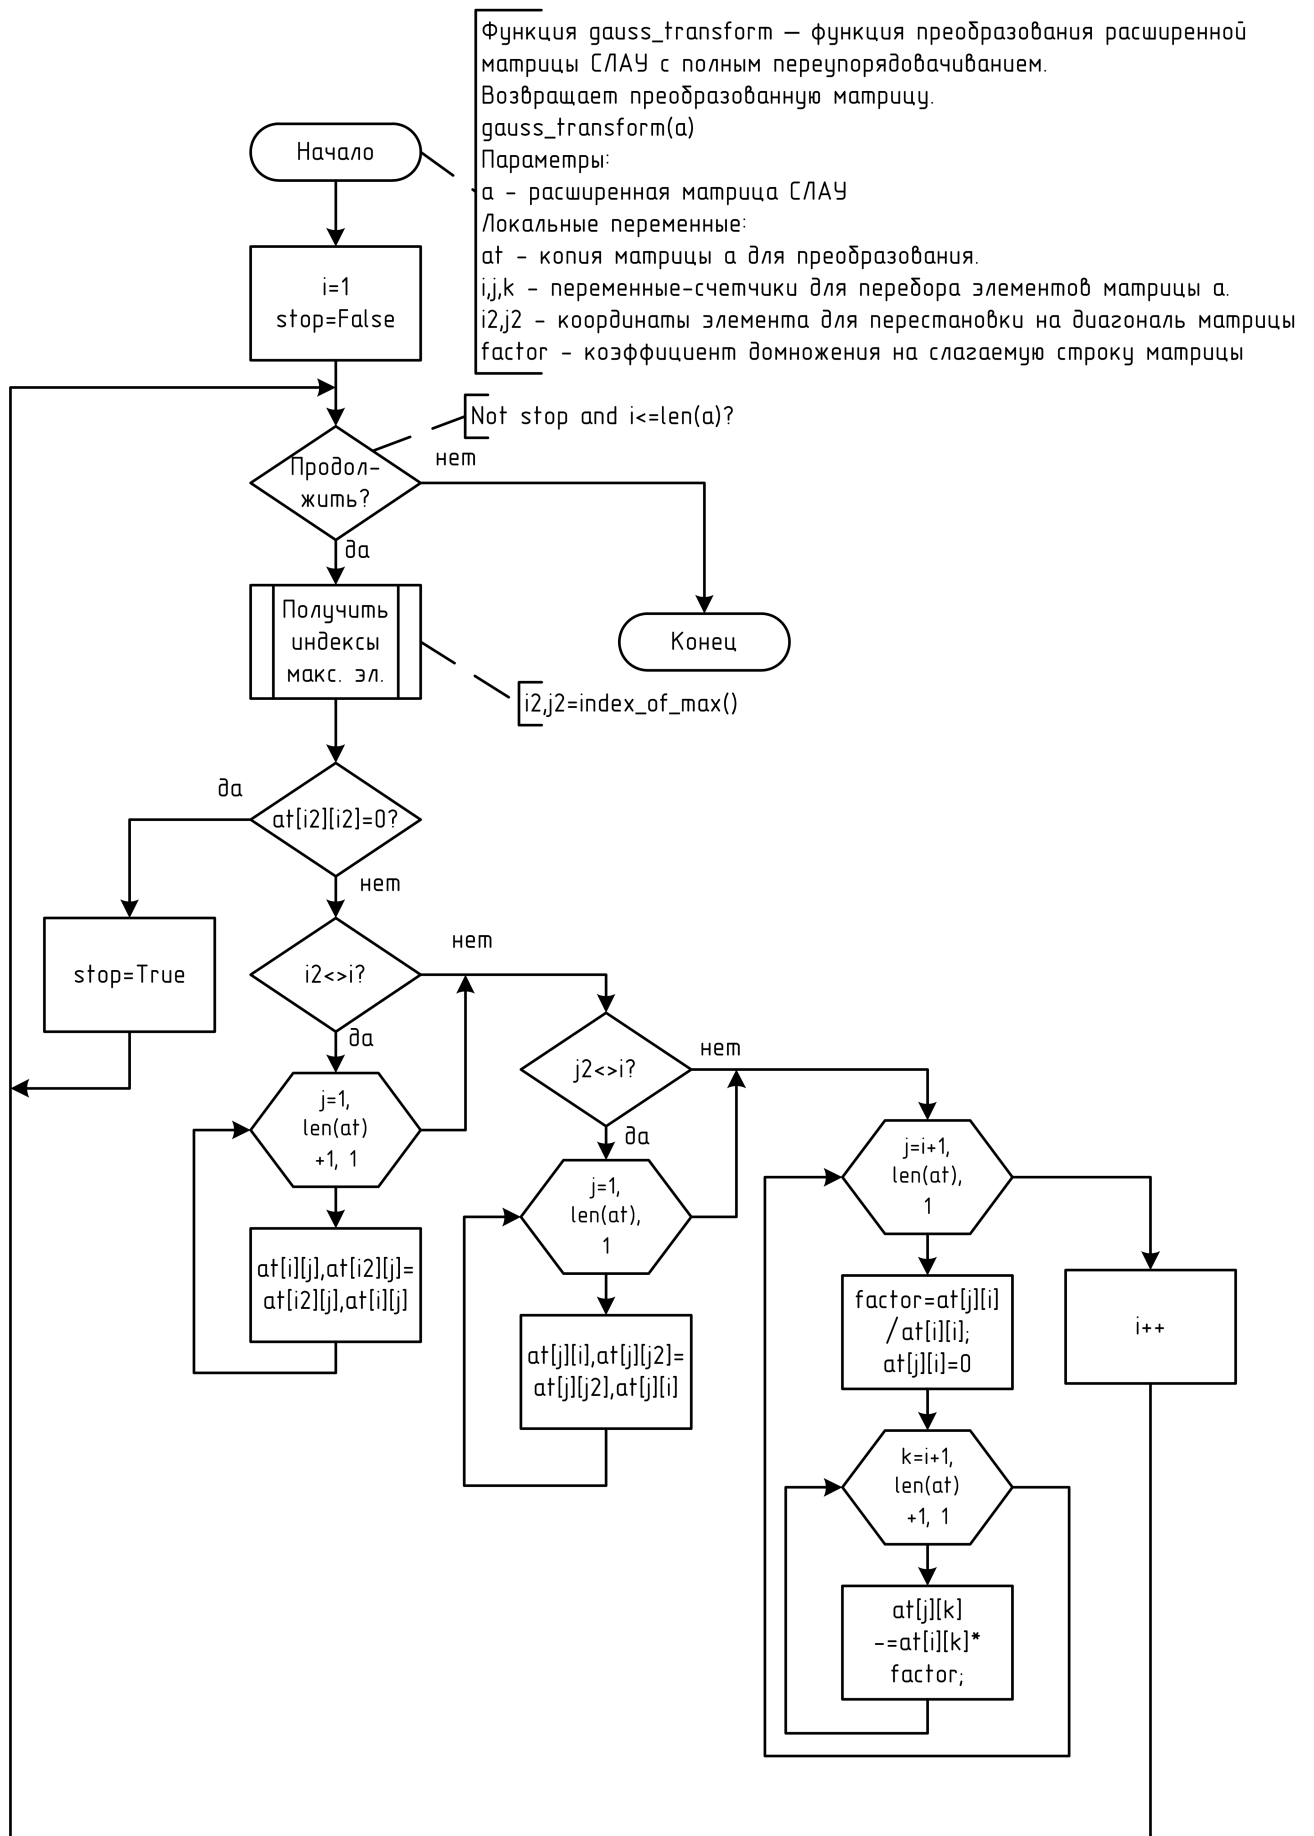 Функция gauss_transform — функция преобразования расширенной
матрицы СЛАУ с полным переупорядовачиванием.
Возвращает преобразованную матрицу.
gauss_transform(a)
Параметры:
a - расширенная матрица СЛАУ
Локальные переменные:
at - копия матрицы a для преобразования.
i,j,k - переменные-счетчики для перебора элементов матрицы a.
i2,j2 - координаты элемента для перестановки на диагональ матрицы
factor - коэффициент домножения на слагаемую строку матрицы
Начало
i=1
stop=False
Not stop and i<=len(a)?
Продол-
жить?
нет
да
Получить
индексы
макс. эл.
Конец
i2,j2=index_of_max()
да
at[i2][i2]=0?
нет
stop=True
i2<>i?
нет
да
j2<>i?
нет
да
j=1,
len(at)
+1, 1
at[i][j],at[i2][j]=
at[i2][j],at[i][j]
j=1,
len(at),
1
at[j][i],at[j][j2]=
at[j][j2],at[j][i]
j=i+1,
len(at),
1
factor=at[j][i]
/at[i][i];
at[j][i]=0
i++
k=i+1,
len(at)
+1, 1
at[j][k]
-=at[i][k]*
factor;